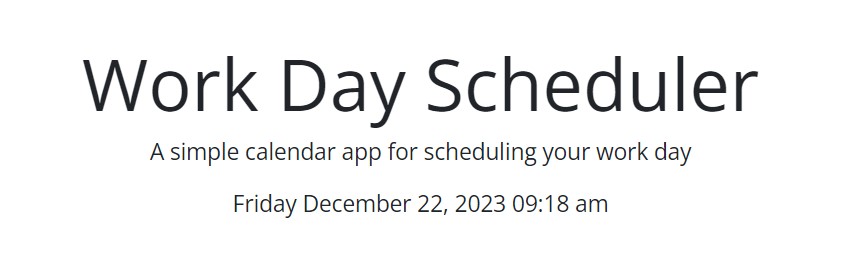 Work Day Scheduler
A simple calendar app for scheduling your work day
Friday December 22, 2023 09:18 am